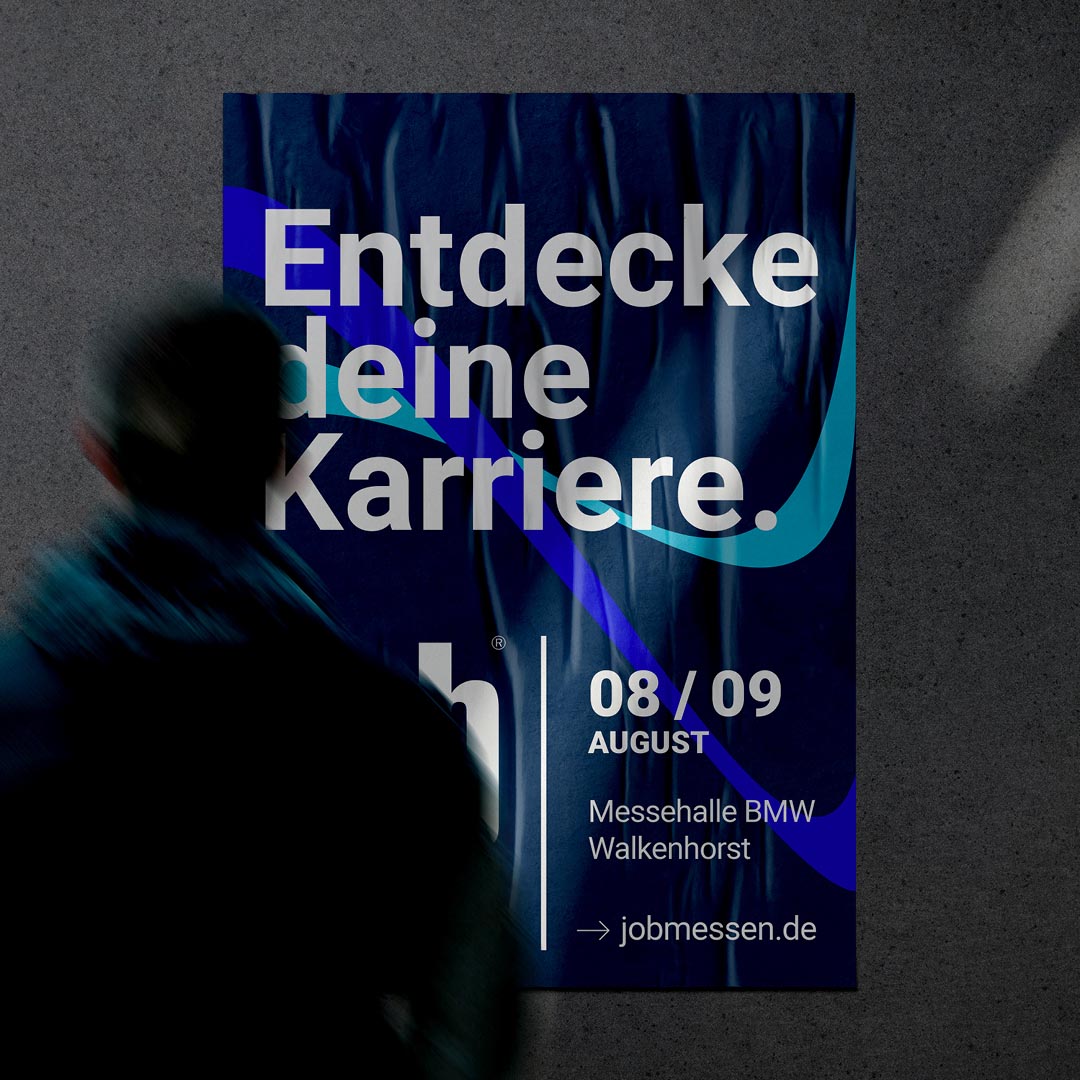 Entdecke
deine
Karriere.
h®
08 / 09
AUGUST
Messehalle BMW
Walkenhorst
→ jobmessen.de